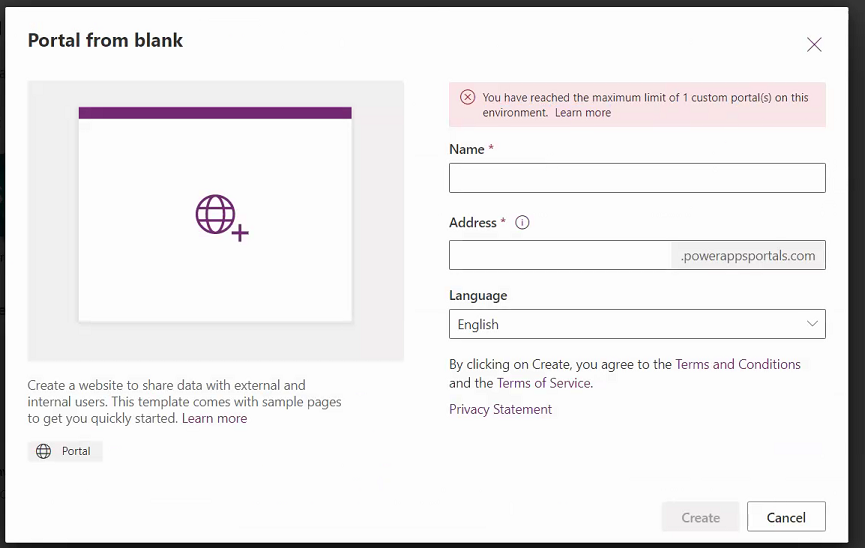 Portal from blank
You have reached the maximum limit of 1 custom portal(s) on this
environment. Learn more
Name *
Address *
.powerappsportals.com
Language
English
By clicking on Create, you agree to the Terms and Conditions
and the Terms of Service.
Privacy Statement
Create a website to share data with external and
internal users. This template comes with sample pages
to get you quickly started. Learn more
Portal
Create
Cancel